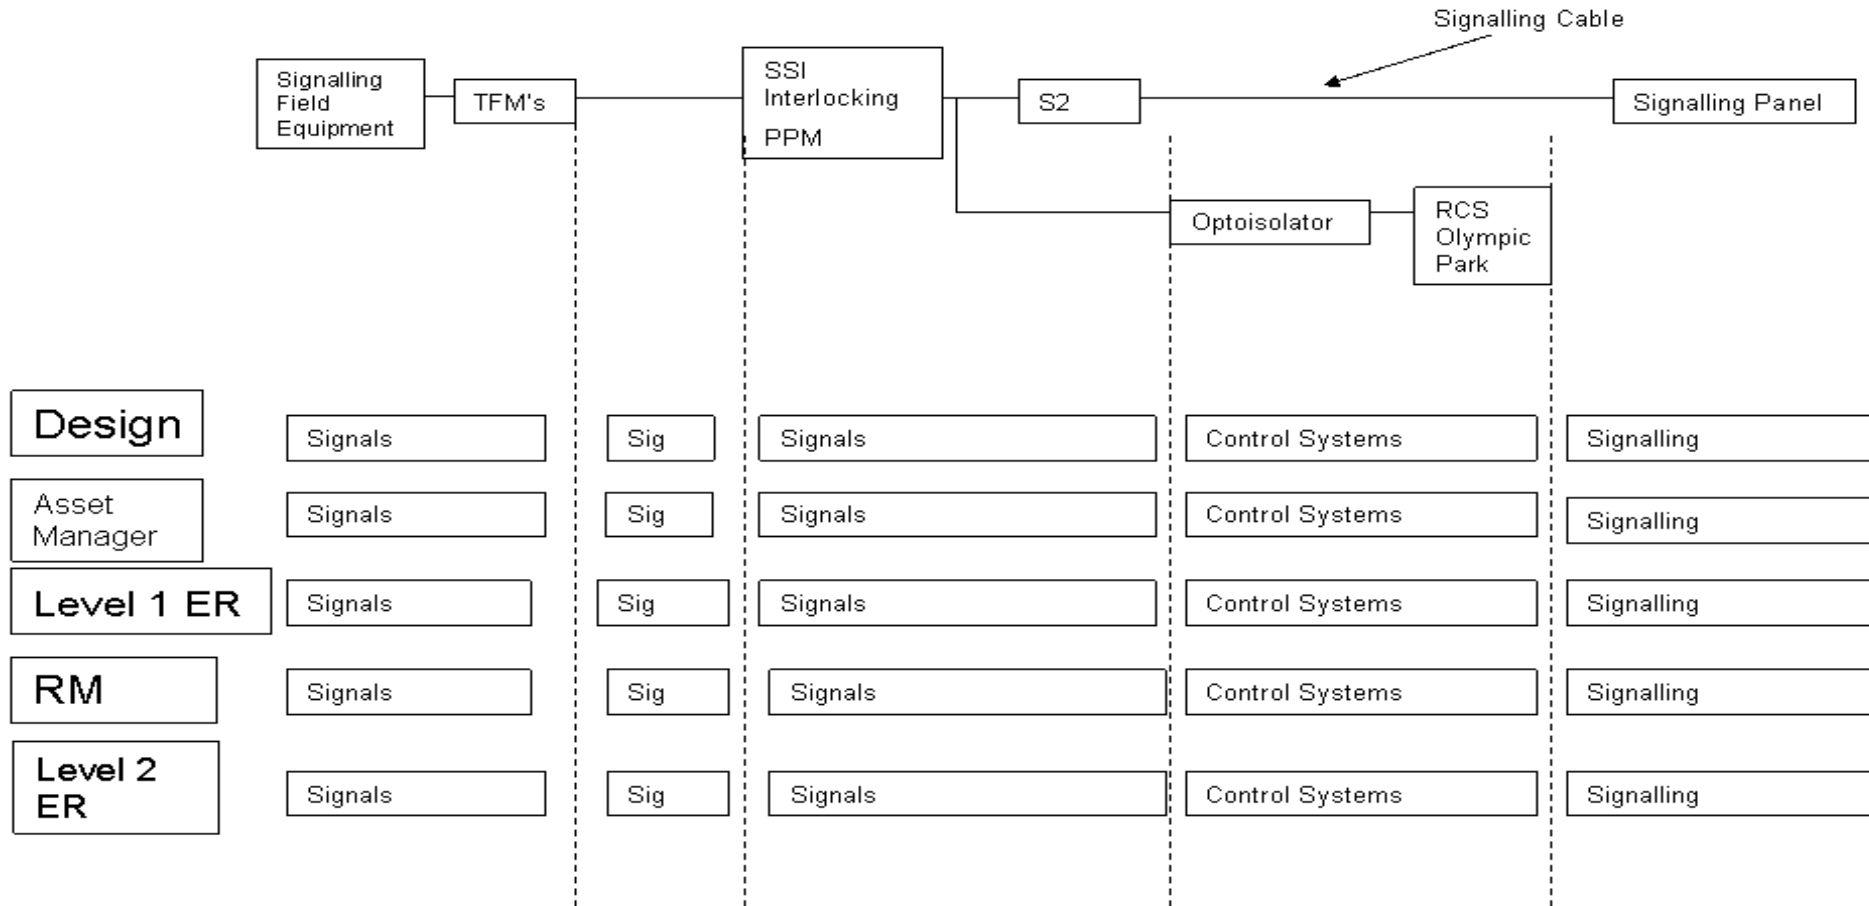 Signalling Cable
Signalling
Field
Equipment
TFM's
SSI
Interlocking
PPM
S2
Signalling Panel
Optoisolator
RCS
Olympic
Park
Design
Signals
Sig
Signals
Control Systems
Signalling
Asset
Manager
Signals
Sig
Signals
Control Systems
Signalling
Level 1 ER
Signals
Sig
Signals
Control Systems
Signalling
RM
Signals
Sig
Signals
Control Systems
Signalling
Level 2
ER
Signals
Sig
Signals
Control Systems
Signalling